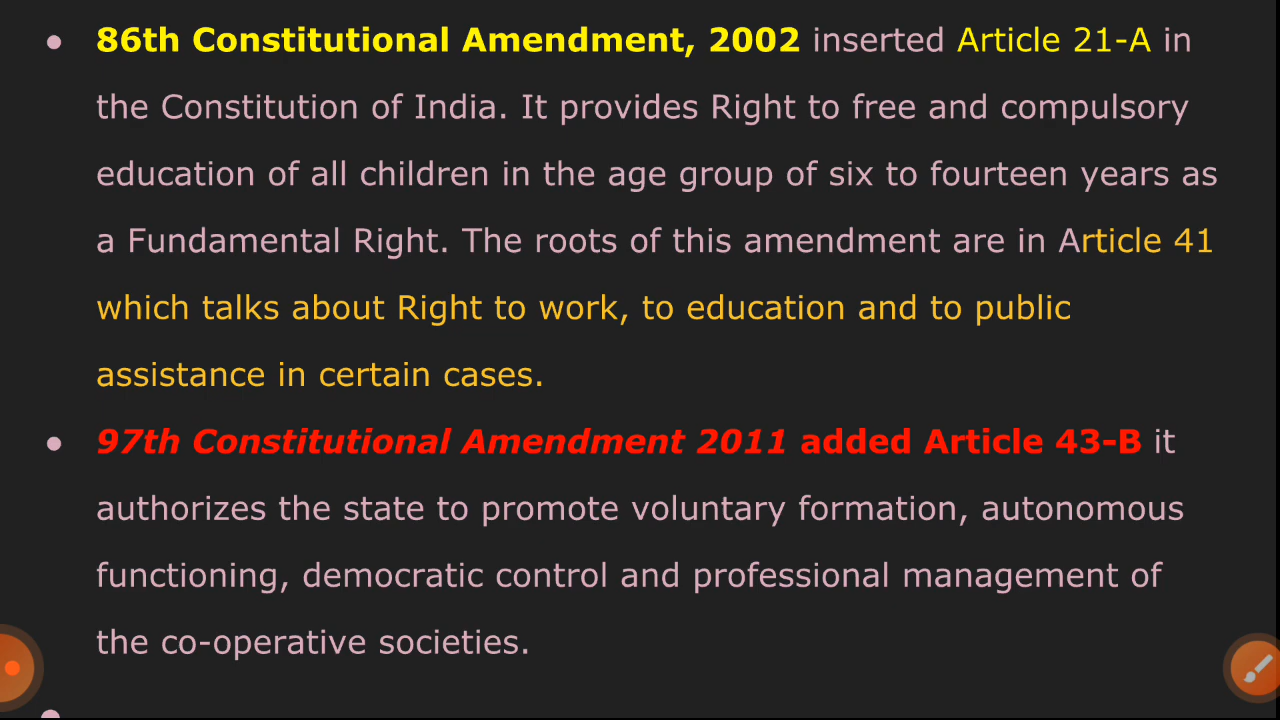 86th Constitutional Amendment, 2002 inserted Article 21-A in
the Constitution of India. It provides Right to free and compulsory
education of all children in the age group of six to fourteen years as
a Fundamental Right. The roots of this amendment are in Article 41
which talks about Right to work, to education and to public
assistance in certain cases.
97th Constitutional Amendment 2011 added Article 43-B it
authorizes the state to promote voluntary formation, autonomous
functioning, democratic control and professional management of
the co-operative societies.